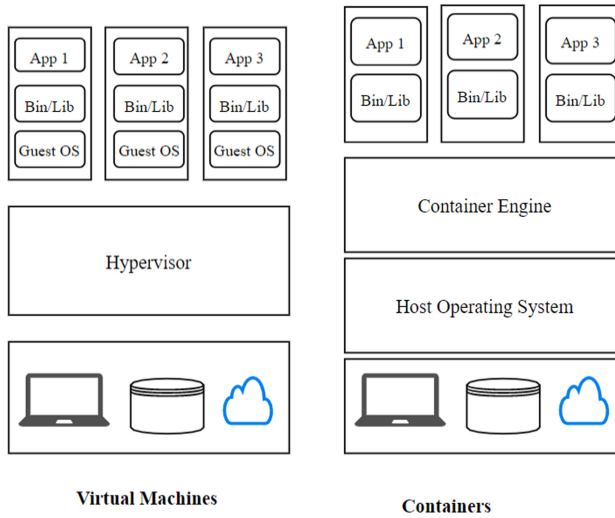 App 1
App 2
App 3
Bin/Lib
Bin/Lib
Bin/Lib
Guest OS
Guest OS
Guest OS
Hypervisor
Virtual Machines
App 1
App 2
App 3
Bin/Lib
Bin/Lib
Bin/Lib
Container Engine
Host Operating System
Containers